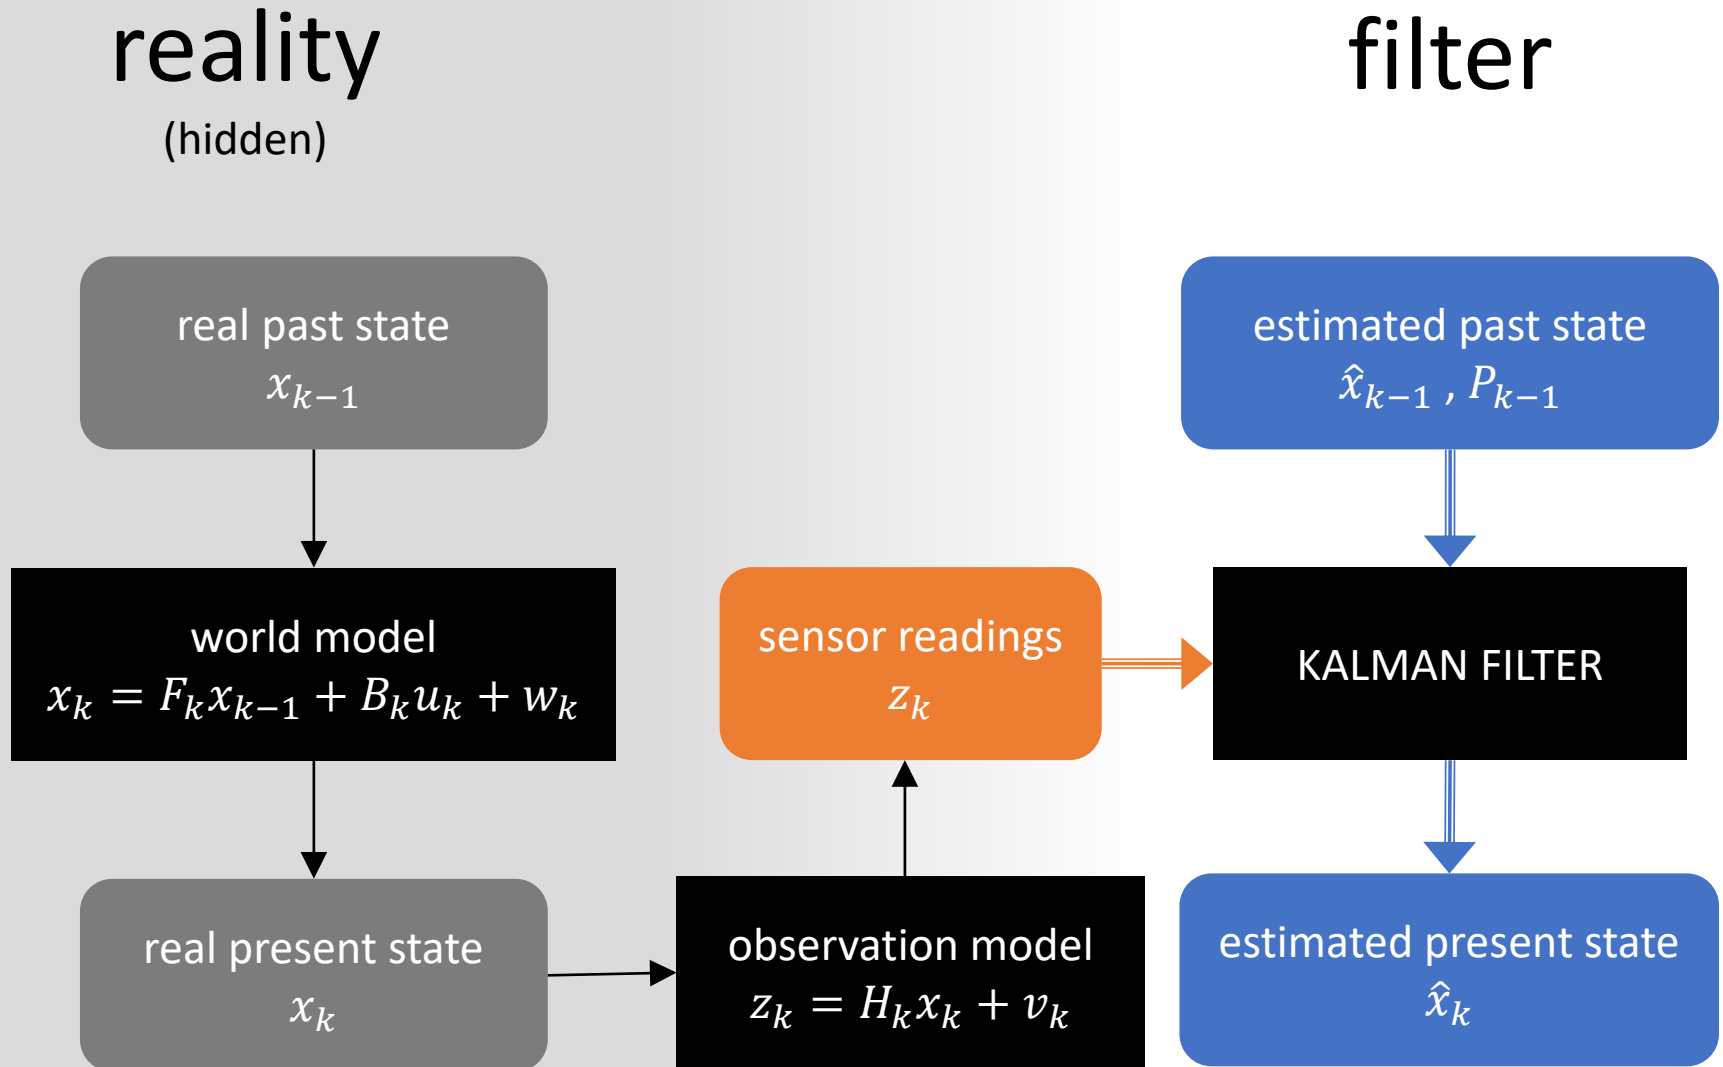 reality
(hidden)
filter
real past state
x_{k−1}
estimated past state
x̂_{k−1} , P_{k−1}
world model
x_k = F_k x_{k−1} + B_k u_k + w_k
sensor readings
z_k
KALMAN FILTER
real present state
x_k
observation model
z_k = H_k x_k + v_k
estimated present state
x̂_k